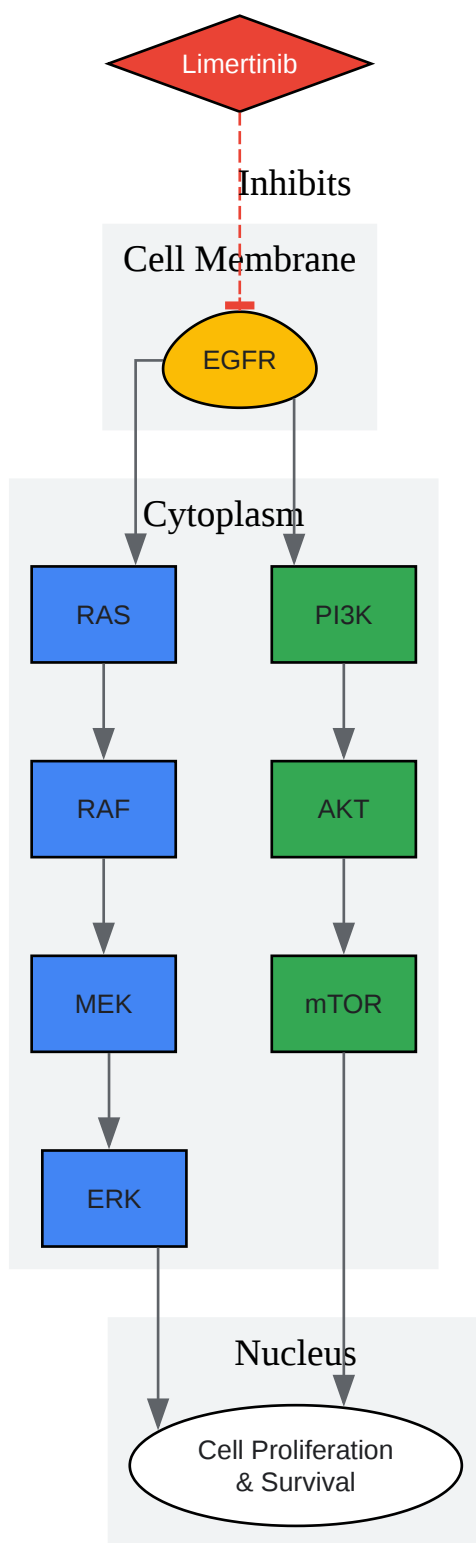 Limertinib
Inhibits
Cell Membrane
EGFR
Cytoplasm
RAS
PI3K
RAF
AKT
MEK
mTOR
ERK
Nucleus
Cell Proliferation
& Survival